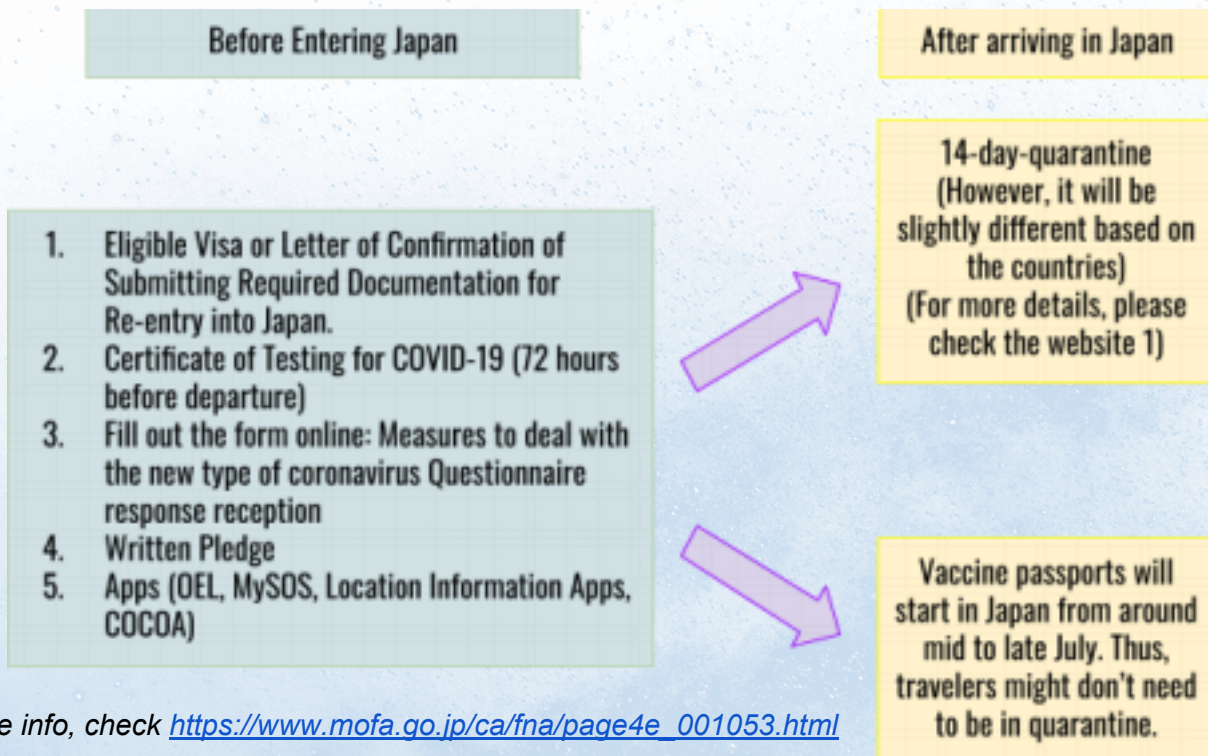 Before Entering Japan
1. Eligible Visa or Letter of Confirmation of
Submitting Required Documentation for
Re-entry into Japan.
2. Certificate of Testing for COVID-19 (72 hours
before departure)
3. Fill out the form online: Measures to deal with
the new type of coronavirus Questionnaire
response reception
4. Written Pledge
5. Apps (OEL, MySOS, Location Information Apps,
COCOA)
After arriving in Japan
14-day-quarantine
(However, it will be
slightly different based on
the countries)
(For more details, please
check the website 1)
Vaccine passports will
start in Japan from around
mid to late July. Thus,
travelers might don't need
to be in quarantine.
e info, check https://www.mofa.go.jp/ca/fna/page4e_001053.html